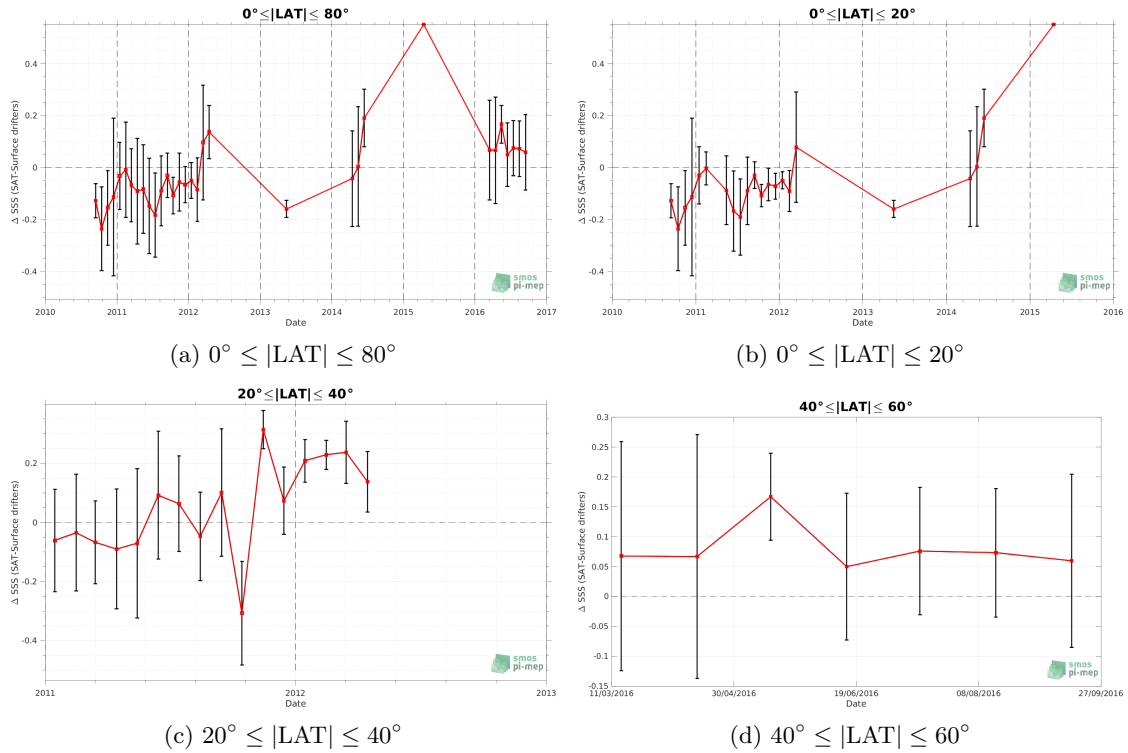 0°≤|LAT|≤ 80°
Δ SSS (SAT-Surface drifters)
0.4
0.2
0
-0.2
-0.4
2010 2011 2012 2013 2014 2015 2016 2017
Date
smos
pi-mep
(a) 0° ≤ |LAT| ≤ 80°
0°≤|LAT|≤ 20°
Δ SSS (SAT-Surface drifters)
0.4
0.2
0
-0.2
-0.4
2010 2011 2012 2013 2014 2015 2016
Date
smos
pi-mep
(b) 0° ≤ |LAT| ≤ 20°
20°≤|LAT|≤ 40°
Δ SSS (SAT-Surface drifters)
0.2
0
-0.2
-0.4
2011 2012 2013
Date
smos
pi-mep
(c) 20° ≤ |LAT| ≤ 40°
40°≤|LAT|≤ 60°
Δ SSS (SAT-Surface drifters)
0.3
0.25
0.2
0.15
0.1
0.05
0
-0.05
-0.1
-0.15
11/03/2016 30/04/2016 19/06/2016 08/08/2016 27/09/2016
Date
smos
pi-mep
(d) 40° ≤ |LAT| ≤ 60°